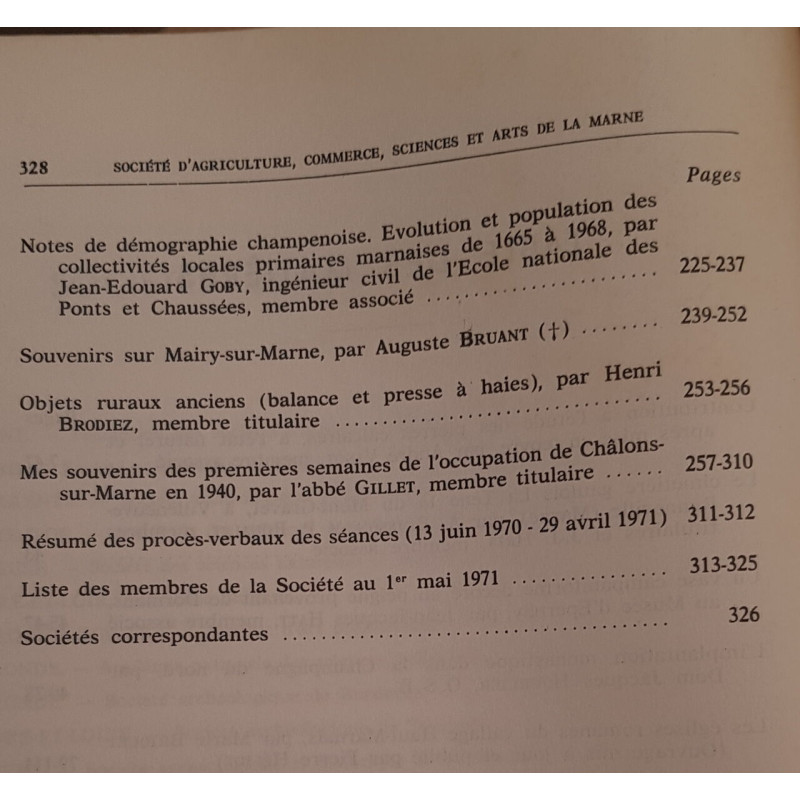 328 SOCIÉTÉ D'AGRICULTURE, COMMERCE, SCIENCES ET ARTS DE LA MARNE
Pages
Notes de démographie champenoise. Evolution et population des
collectivités locales primaires marnaises de 1665 à 1968, par
Jean-Edouard GOBY, ingénieur civil de l'Ecole nationale des
Ponts et Chaussées, membre associé ........................ 225-237
Souvenirs sur Mairy-sur-Marne, par Auguste BRUANT (†) ........ 239-252
Objets ruraux anciens (balance et presse à haies), par Henri
BRODIEZ, membre titulaire ................................. 253-256
Mes souvenirs des premières semaines de l'occupation de Châlons-
sur-Marne en 1940, par l'abbé GILLET, membre titulaire ...... 257-310
Résumé des procès-verbaux des séances (13 juin 1970 - 29 avril 1971) 311-312
Liste des membres de la Société au 1er mai 1971 ................ 313-325
Sociétés correspondantes ....................................... 326